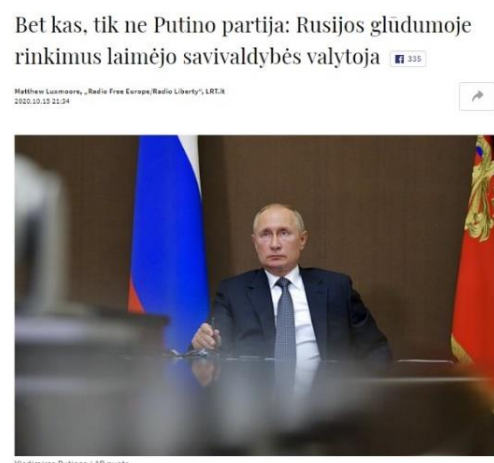 Bet kas, tik ne Putino partija: Rusijos glūdumoje
rinkimus laimėjo savivaldybės valytoja
335
Matthew Luxmoore, „Radio Free Europe/Radio Liberty“, LRT.lt
2020.10.15 21:34